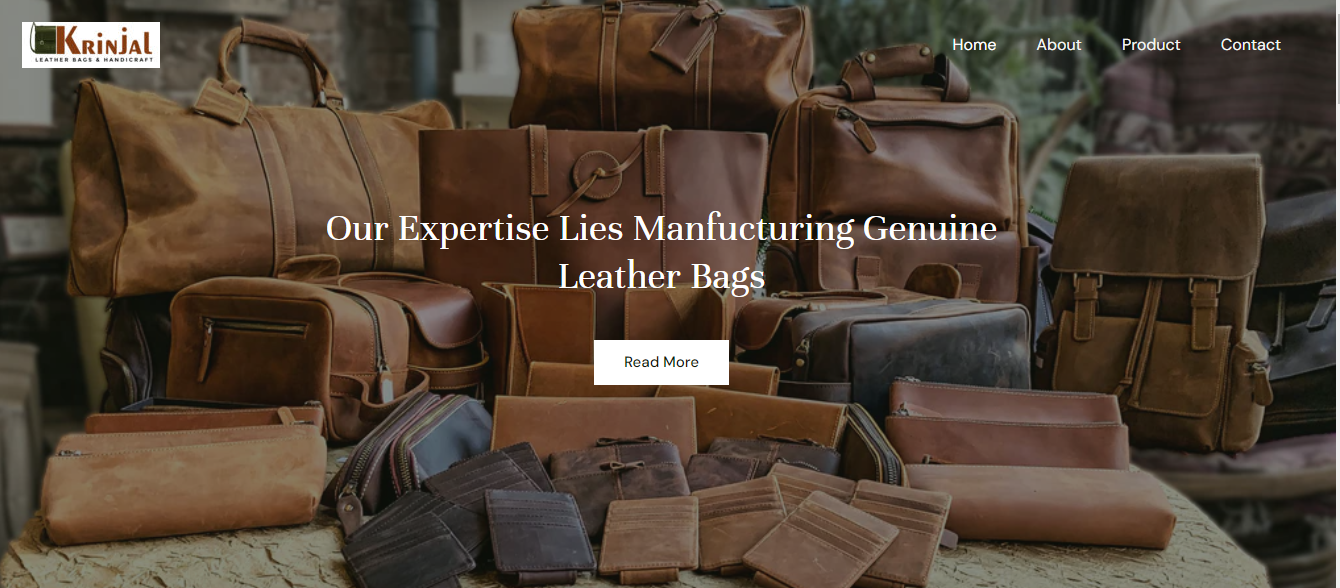 KRINJAL
LEATHER BAGS & HANDICRAFT
Home About Product Contact
Our Expertise Lies Manfucturing Genuine
Leather Bags
Read More